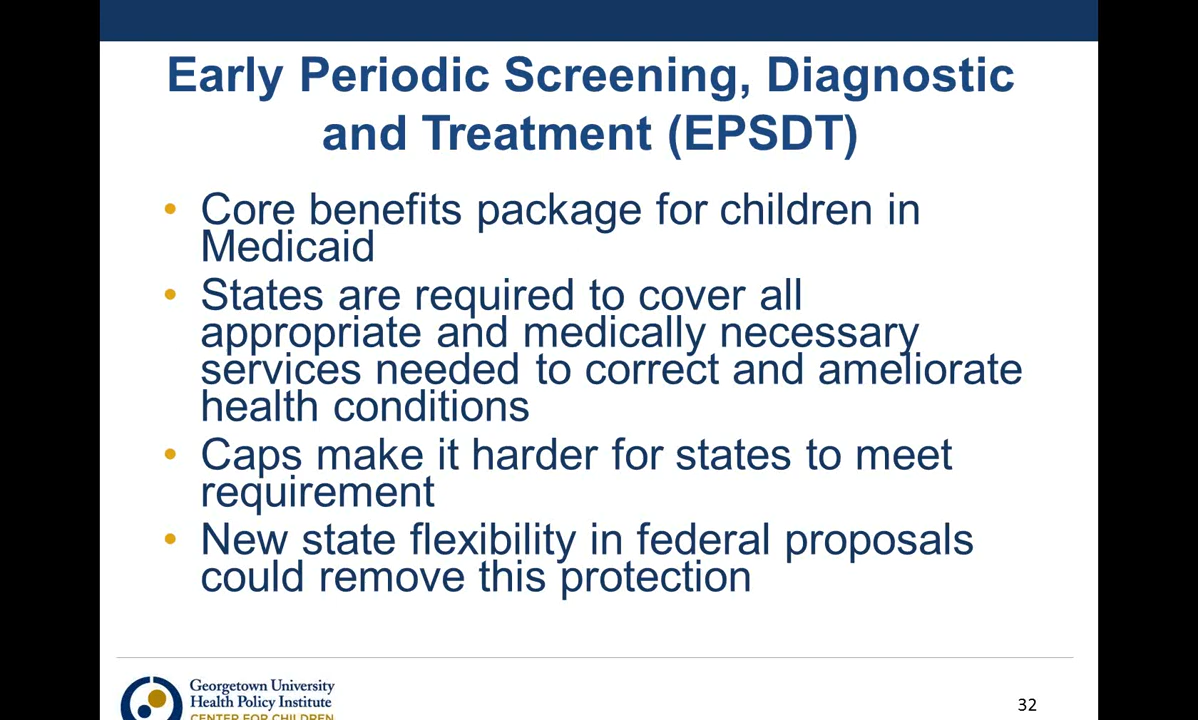 Early Periodic Screening, Diagnostic
and Treatment (EPSDT)
• Core benefits package for children in
Medicaid
• States are required to cover all
appropriate and medically necessary
services needed to correct and ameliorate
health conditions
• Caps make it harder for states to meet
requirement
• New state flexibility in federal proposals
could remove this protection
Georgetown University
Health Policy Institute
CENTER FOR CHILDREN
32